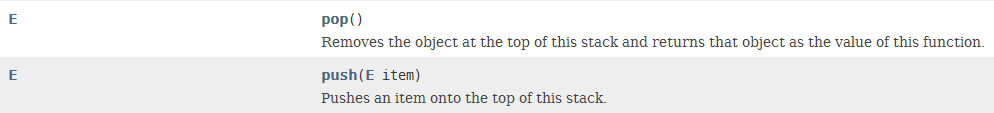 E pop()
Removes the object at the top of this stack and returns that object as the value of this function.
E push(E item)
Pushes an item onto the top of this stack.